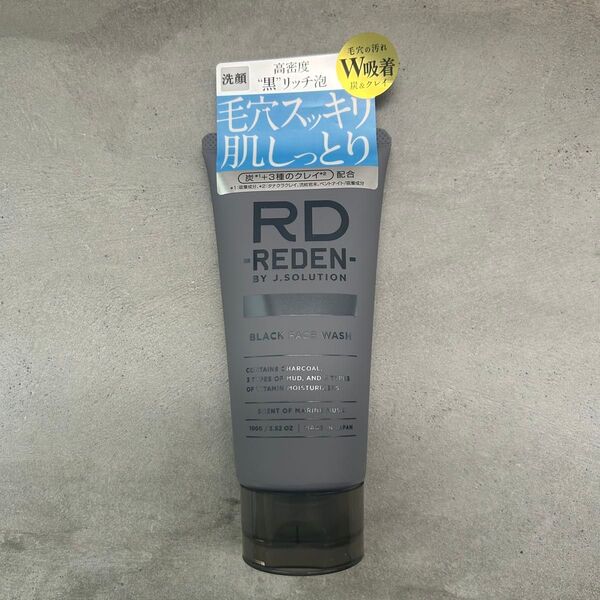 洗顔
高密度
“黒”リッチ泡
毛穴の汚れ
W吸着
炭&クレイ
毛穴スッキリ
肌しっとり
炭*1+3種のクレイ*2 配合
RD
-REDEN-
BY J.SOLUTION
BLACK FACE WASH
CONTAINS CHARCOAL,
3 TYPES OF MUD, AND
OF VITAMIN MOISTURIZERS
SCENT OF MARINE MUSK
100G / 3.52 OZ | MADE IN JAPAN